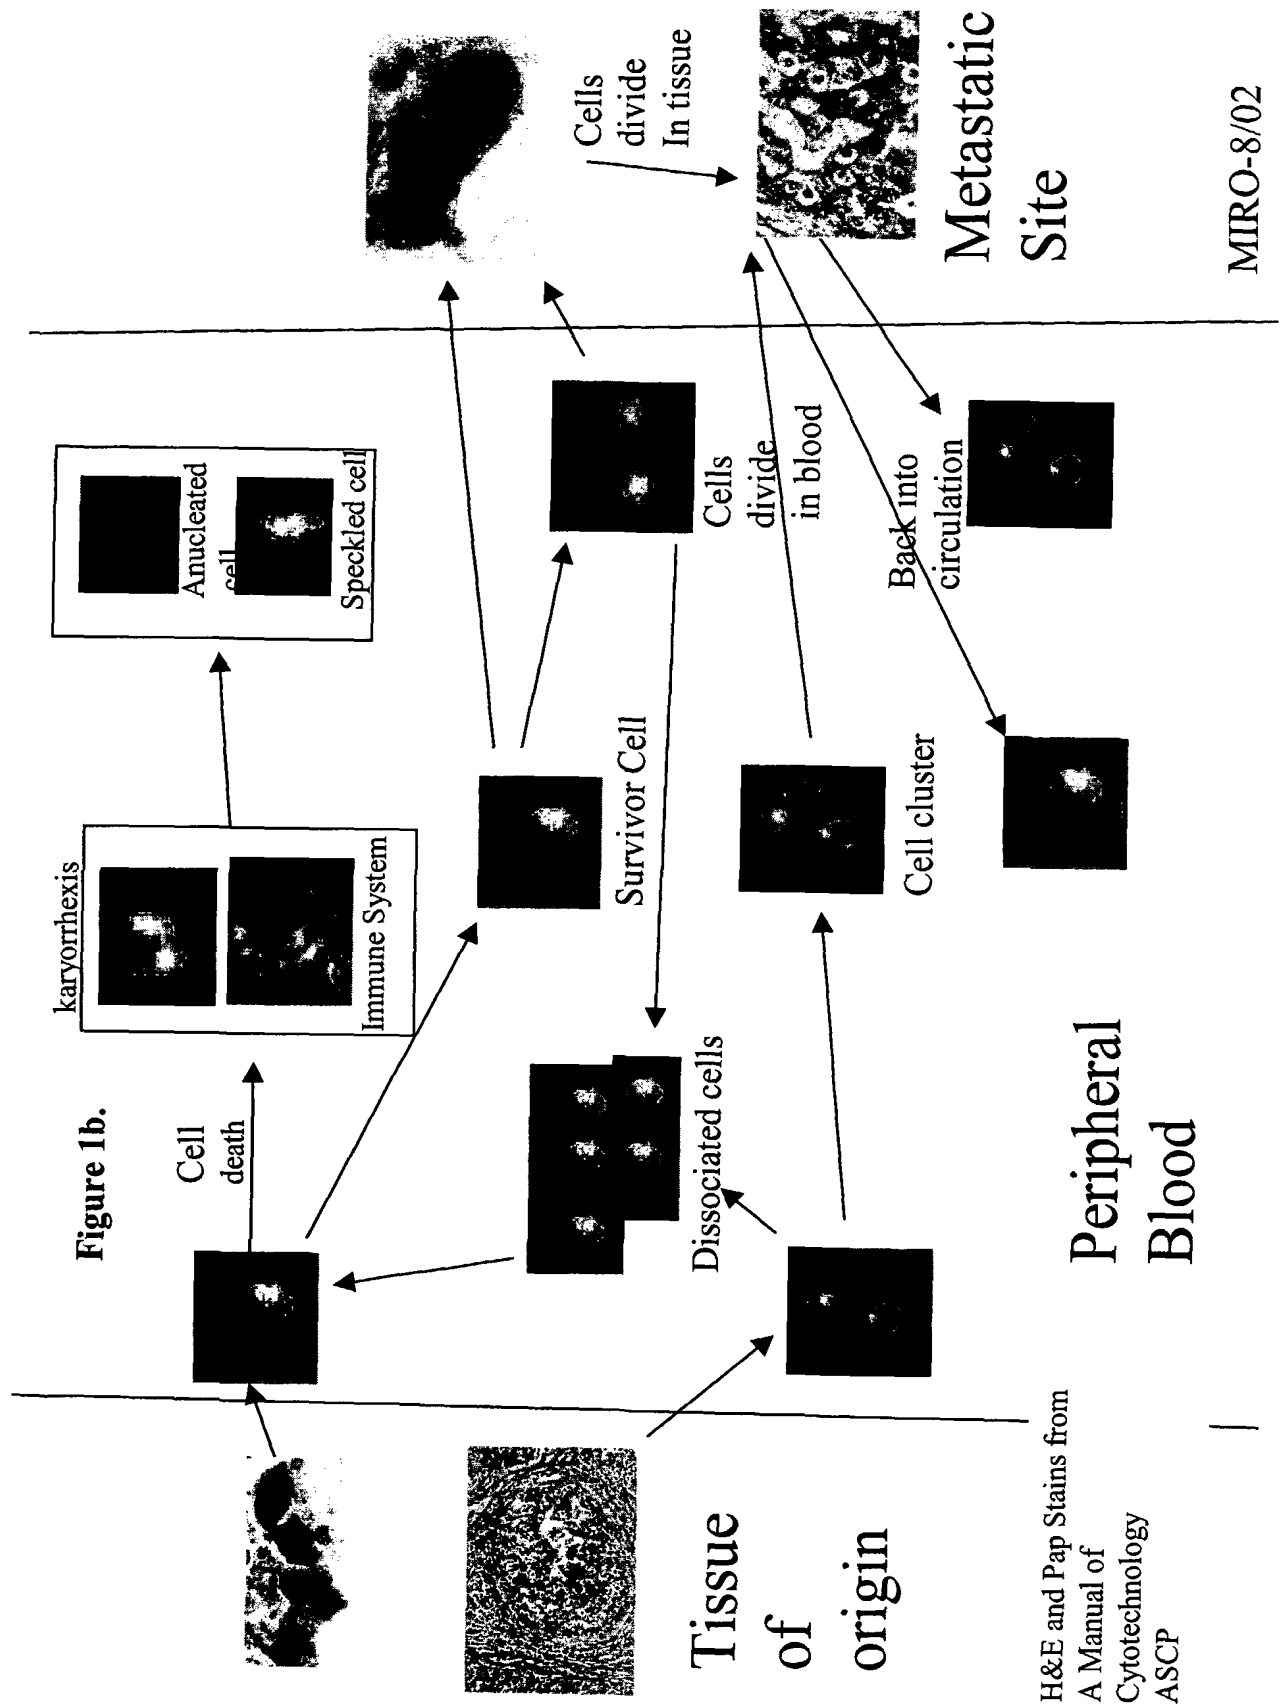 Figure 1b.
Cell
death
karyorrhexis
Immune System
Anucleated
cell
Speckled cell
Survivor Cell
Cells
divide
in blood
Cells
divide
In tissue
Dissociated cells
Cell cluster
Back into
circulation
Tissue
of
origin
Peripheral
Blood
Metastatic
Site
H&E and Pap Stains from
A Manual of
Cytotechnology
ASCP
MIRO-8/02